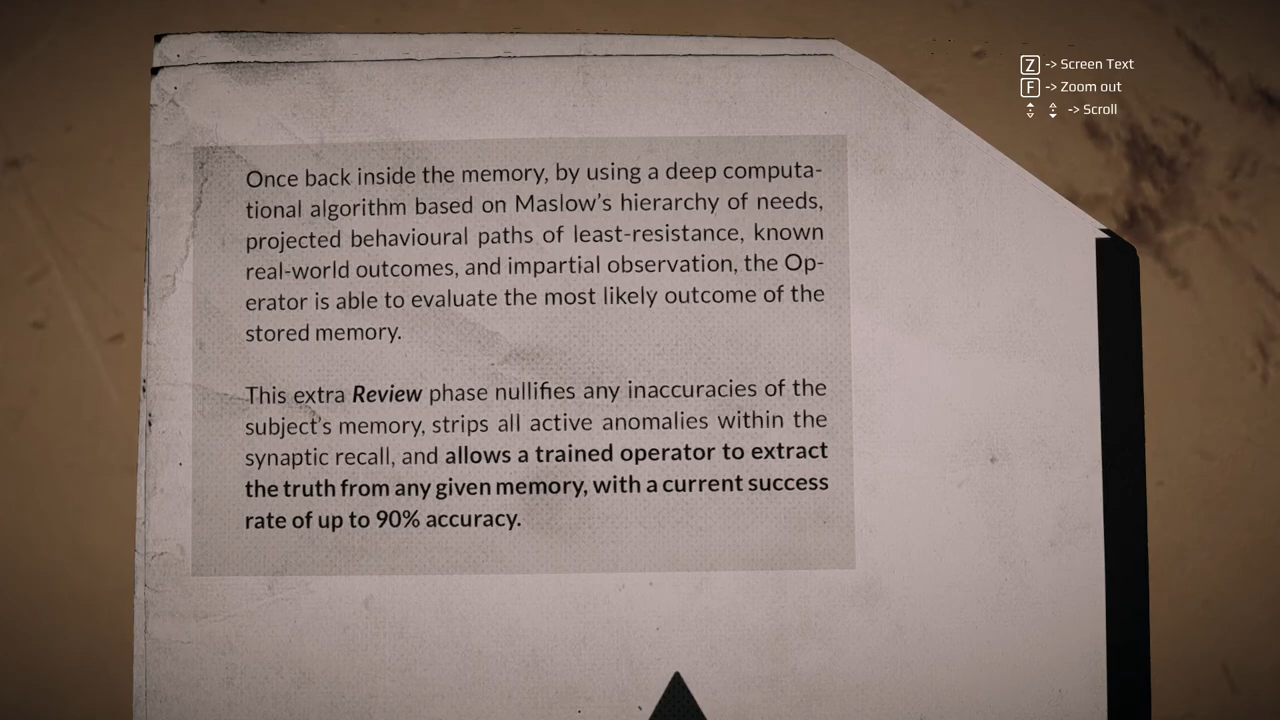 Z -> Screen Text
F -> Zoom out
-> Scroll
Once back inside the memory, by using a deep computa-
tional algorithm based on Maslow's hierarchy of needs,
projected behavioural paths of least-resistance, known
real-world outcomes, and impartial observation, the Op-
erator is able to evaluate the most likely outcome of the
stored memory.
This extra Review phase nullifies any inaccuracies of the
subject's memory, strips all active anomalies within the
synaptic recall, and allows a trained operator to extract
the truth from any given memory, with a current success
rate of up to 90% accuracy.